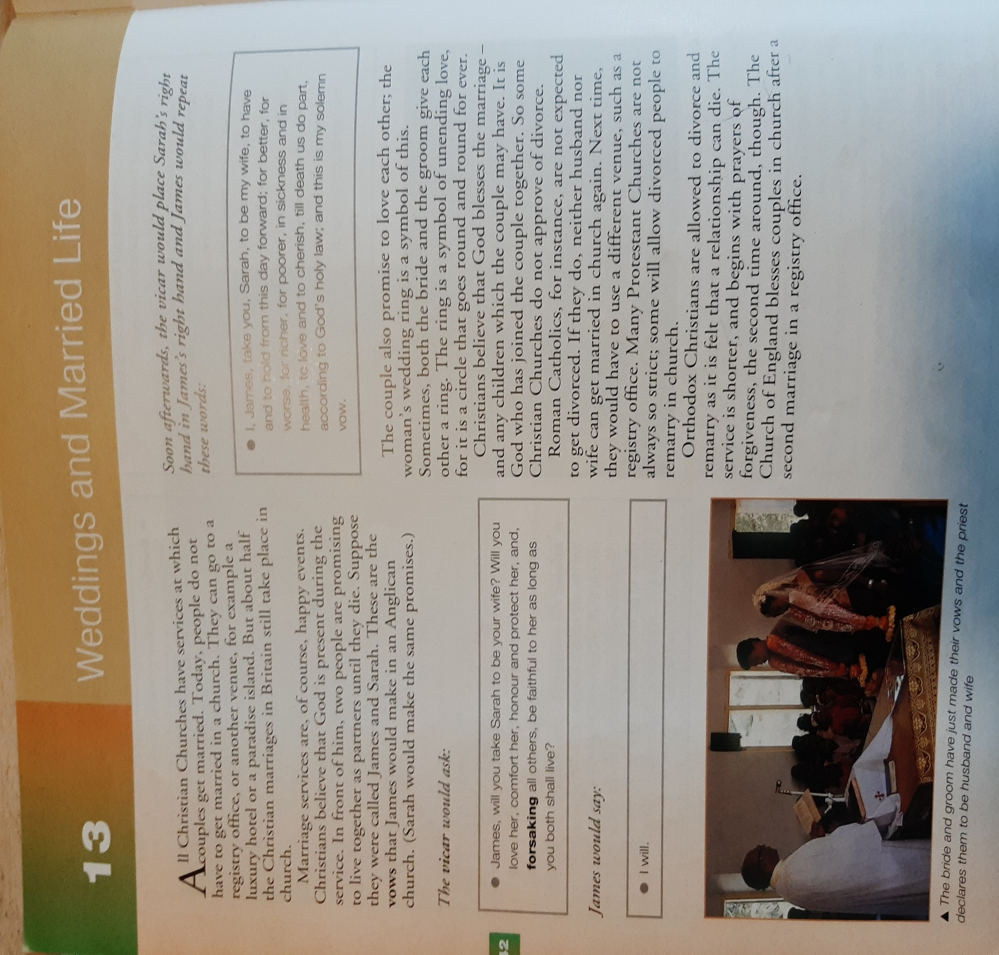 13 Weddings and Married Life
All Christian Churches have services at which
couples get married. Today, people do not
have to get married in a church. They can go to a
registry office, or another venue, for example a
luxury hotel or a paradise island. But about half
the Christian marriages in Britain still take place in
church.
Marriage services are, of course, happy events.
Christians believe that God is present during the
service. In front of him, two people are promising
to live together as partners until they die. Suppose
they were called James and Sarah. These are the
vows that James would make in an Anglican
church. (Sarah would make the same promises.)
The vicar would ask:
● James, will you take Sarah to be your wife? Will you
love her, comfort her, honour and protect her, and,
forsaking all others, be faithful to her as long as
you both shall live?
James would say:
● I will.
▲ The bride and groom have just made their vows and the priest
declares them to be husband and wife
Soon afterwards, the vicar would place Sarah's right
hand in James's right hand and James would repeat
these words:
● I, James, take you, Sarah, to be my wife, to have
and to hold from this day forward; for better, for
worse, for richer, for poorer, in sickness and in
health, to love and to cherish, till death us do part,
according to God's holy law; and this is my solemn
vow.
The couple also promise to love each other; the
woman's wedding ring is a symbol of this.
Sometimes, both the bride and the groom give each
other a ring. The ring is a symbol of unending love,
for it is a circle that goes round and round for ever.
Christians believe that God blesses the marriage –
and any children which the couple may have. It is
God who has joined the couple together. So some
Christian Churches do not approve of divorce.
Roman Catholics, for instance, are not expected
to get divorced. If they do, neither husband nor
wife can get married in church again. Next time,
they would have to use a different venue, such as a
registry office. Many Protestant Churches are not
always so strict; some will allow divorced people to
remarry in church.
Orthodox Christians are allowed to divorce and
remarry as it is felt that a relationship can die. The
service is shorter, and begins with prayers of
forgiveness, the second time around, though. The
Church of England blesses couples in church after a
second marriage in a registry office.